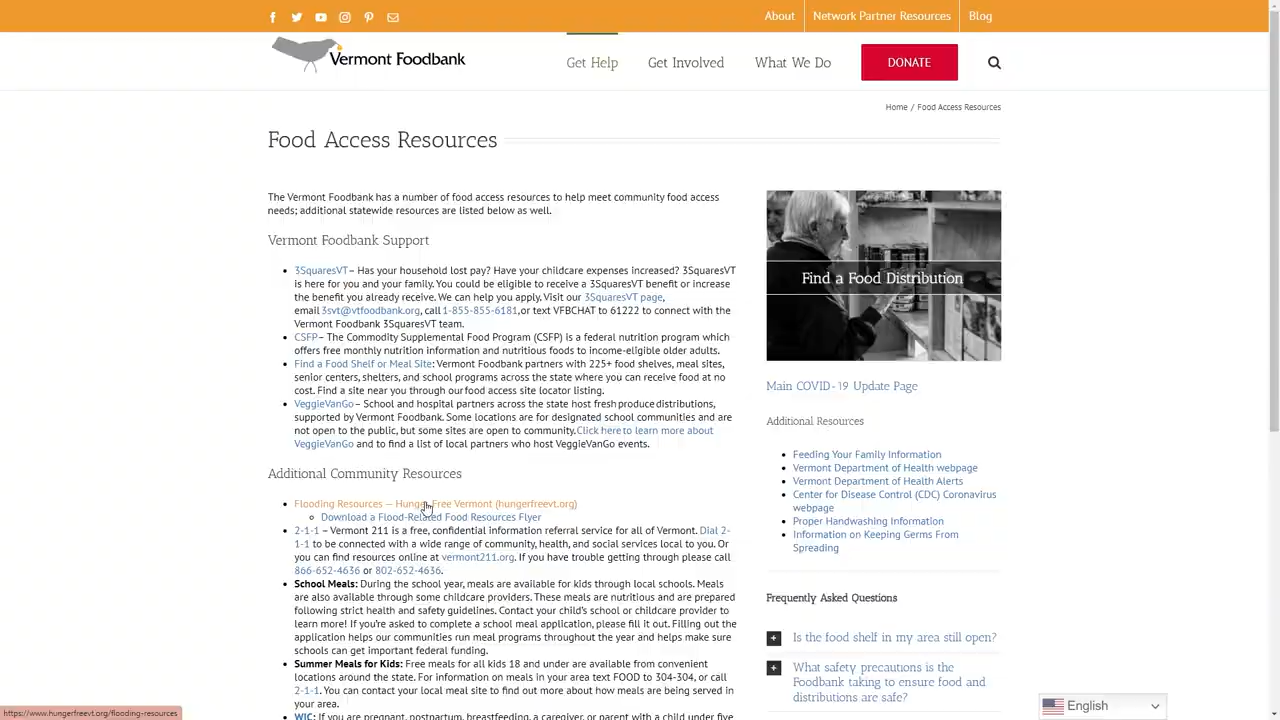 About
Network Partner Resources
Blog
Vermont Foodbank
Get Help
Get Involved
What We Do
DONATE
Home / Food Access Resources
Food Access Resources
The Vermont Foodbank has a number of food access resources to help meet community food access
needs; additional statewide resources are listed below as well.
Vermont Foodbank Support
3SquaresVT– Has your household lost pay? Have your childcare expenses increased? 3SquaresVT
is here for you and your family. You could be eligible to receive a 3SquaresVT benefit or increase
the benefit you already receive. We can help you apply. Visit our 3SquaresVT page,
email 3svt@vtfoodbank.org, call 1-855-855-6181,or text VFBCHAT to 61222 to connect with the
Vermont Foodbank 3SquaresVT team.
CSFP– The Commodity Supplemental Food Program (CSFP) is a federal nutrition program which
offers free monthly nutrition information and nutritious foods to income-eligible older adults.
Find a Food Shelf or Meal Site: Vermont Foodbank partners with 225+ food shelves, meal sites,
senior centers, shelters, and school programs across the state where you can receive food at no
cost. Find a site near you through our food access site locator listing.
VeggieVanGo– School and hospital partners across the state host fresh produce distributions,
supported by Vermont Foodbank. Some locations are for designated school communities and are
not open to the public, but some sites are open to community. Click here to learn more about
VeggieVanGo and to find a list of local partners who host VeggieVanGo events.
Additional Community Resources
Flooding Resources — Hunger Free Vermont (hungerfreevt.org)
Download a Flood-Related Food Resources Flyer
2-1-1 – Vermont 211 is a free, confidential information referral service for all of Vermont. Dial 2-
1-1 to be connected with a wide range of community, health, and social services local to you. Or
you can find resources online at vermont211.org. If you have trouble getting through please call
866-652-4636 or 802-652-4636.
School Meals: During the school year, meals are available for kids through local schools. Meals
are also available through some childcare providers. These meals are nutritious and are prepared
following strict health and safety guidelines. Contact your child's school or childcare provider to
learn more! If you're asked to complete a school meal application, please fill it out. Filling out the
application helps our communities run meal programs throughout the year and helps make sure
schools can get important federal funding.
Summer Meals for Kids: Free meals for all kids 18 and under are available from convenient
locations around the state. For information on meals in your area text FOOD to 304-304, or call
2-1-1. You can contact your local meal site to find out more about how meals are being served in
your area.
WIC: If you are pregnant, postpartum, breastfeeding, a caregiver, or parent with a child under five
Find a Food Distribution
Main COVID-19 Update Page
Additional Resources
Feeding Your Family Information
Vermont Department of Health webpage
Vermont Department of Health Alerts
Center for Disease Control (CDC) Coronavirus
webpage
Proper Handwashing Information
Information on Keeping Germs From
Spreading
Frequently Asked Questions
Is the food shelf in my area still open?
What safety precautions is the
Foodbank taking to ensure food and
distributions are safe?
English
https://www.hungerfreevt.org/flooding-resources